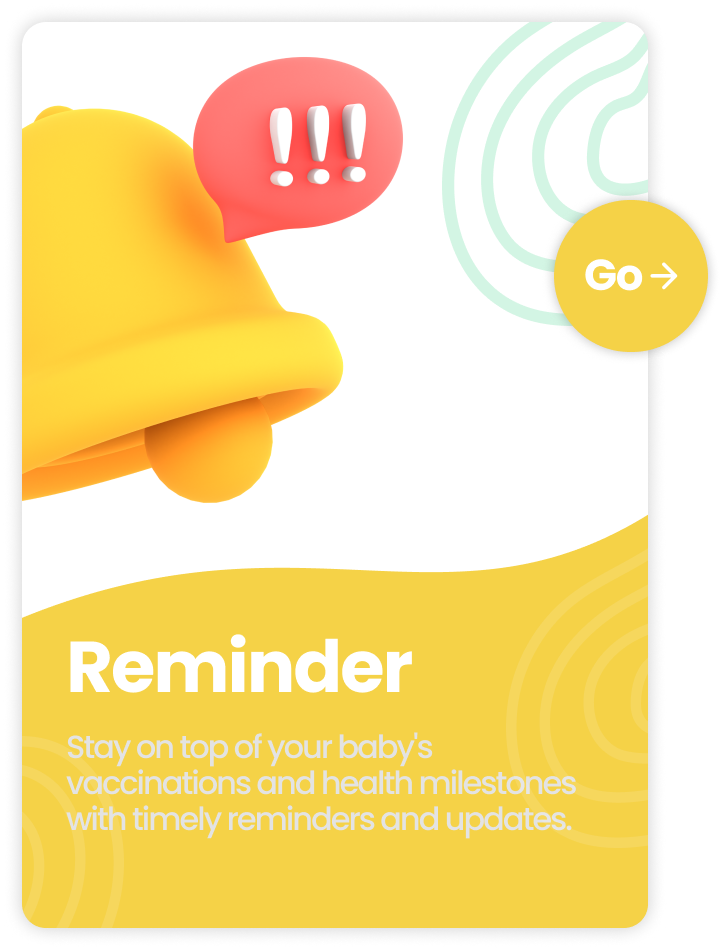 !!!
Go →
Reminder
Stay on top of your baby's
vaccinations and health milestones
with timely reminders and updates.